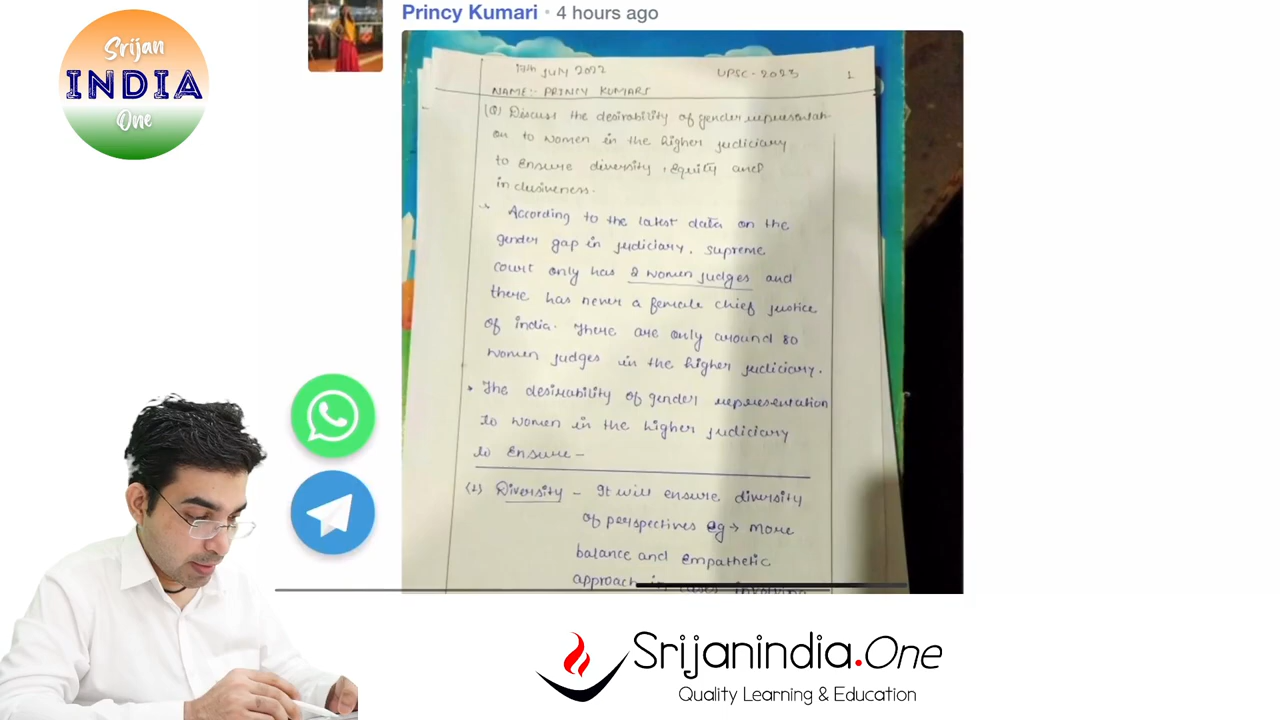 Princy Kumari · 4 hours ago
Srijan
INDIA
One
July 2022
UPSC-2023
1
NAME:- PRINCY KUMARI
(Q) Discuss the desirability of gender representati-
on to women in the higher judiciary
to ensure diversity, equity and
inclusiveness.
According to the latest data on the
gender gap in judiciary. supreme
court only has 2 women judges and
there has never a female chief justice
of india. There are only around 80
women judges in the higher judiciary.
The desirability of gender representation
to women in the higher judiciary
to ensure –
(1) Diversity – It will ensure diversity
of perspectives eg → more
balance and empathetic
approach in cases involving
Srijanindia.One
Quality Learning & Education